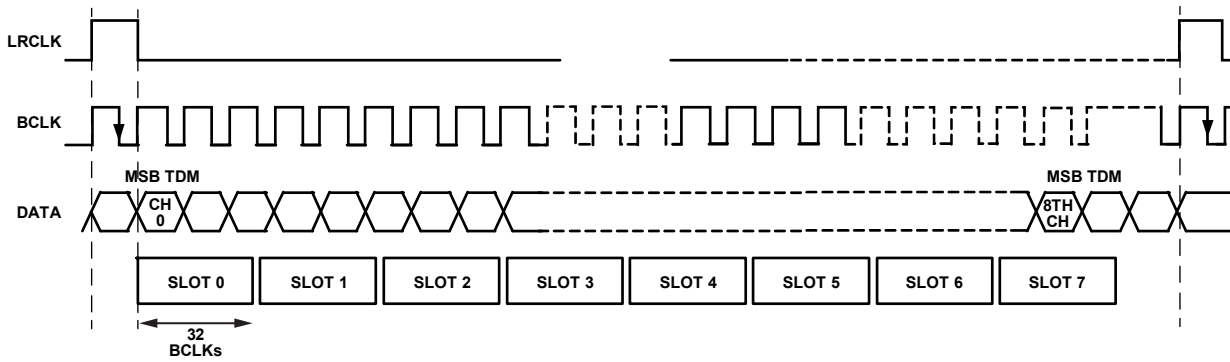 LRCLK
BCLK
MSB TDM
MSB TDM
DATA
CH
0
8TH
CH
SLOT 0
SLOT 1
SLOT 2
SLOT 3
SLOT 4
SLOT 5
SLOT 6
SLOT 7
32
BCLKs